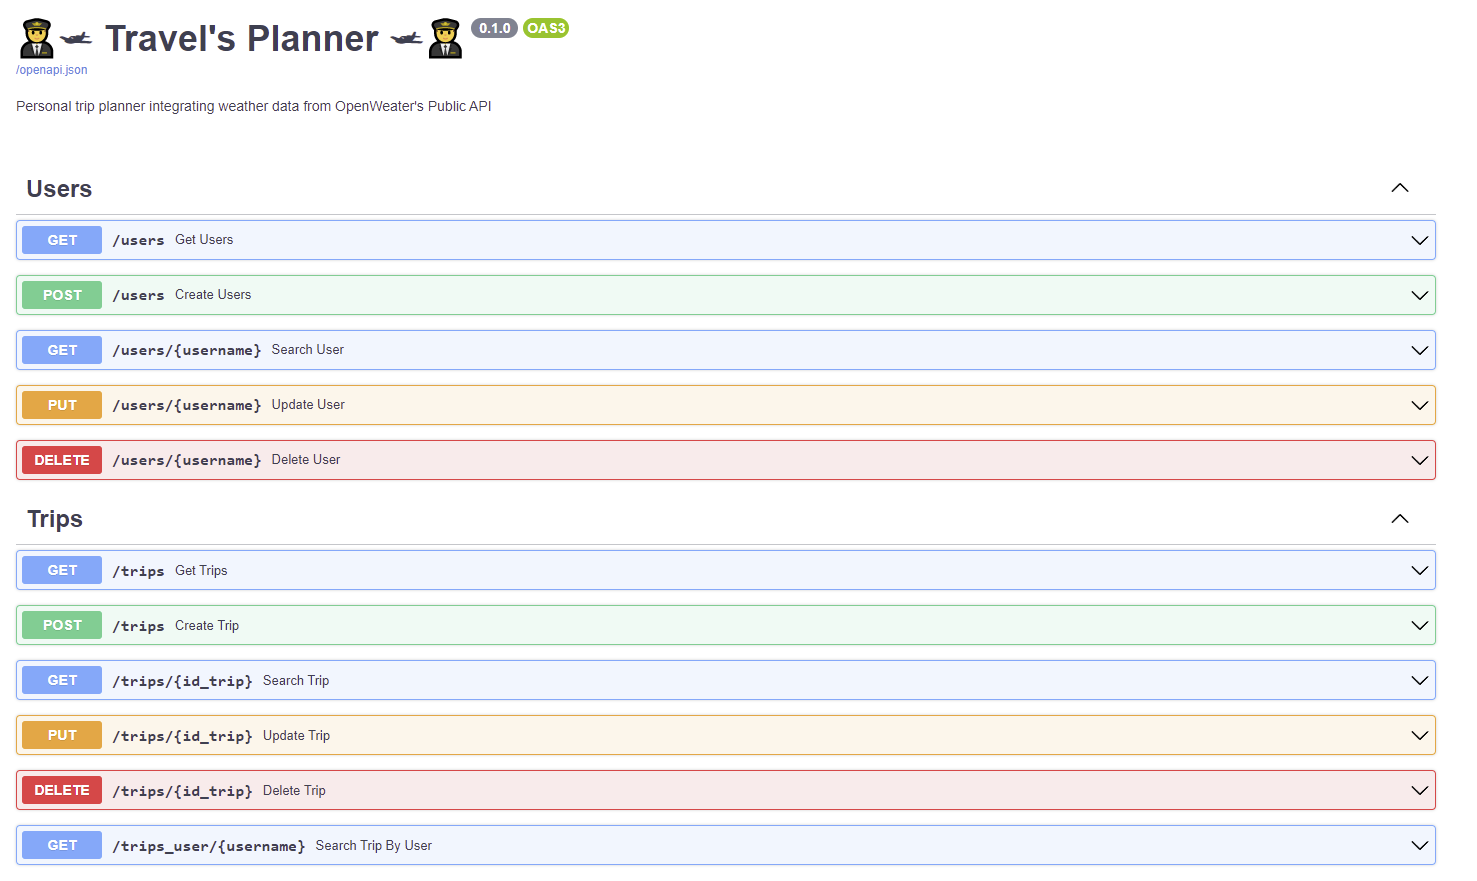 Travel's Planner 0.1.0 OAS3
/openapi.json
Personal trip planner integrating weather data from OpenWeater's Public API
Users
GET /users Get Users
POST /users Create Users
GET /users/{username} Search User
PUT /users/{username} Update User
DELETE /users/{username} Delete User
Trips
GET /trips Get Trips
POST /trips Create Trip
GET /trips/{id_trip} Search Trip
PUT /trips/{id_trip} Update Trip
DELETE /trips/{id_trip} Delete Trip
GET /trips_user/{username} Search Trip By User